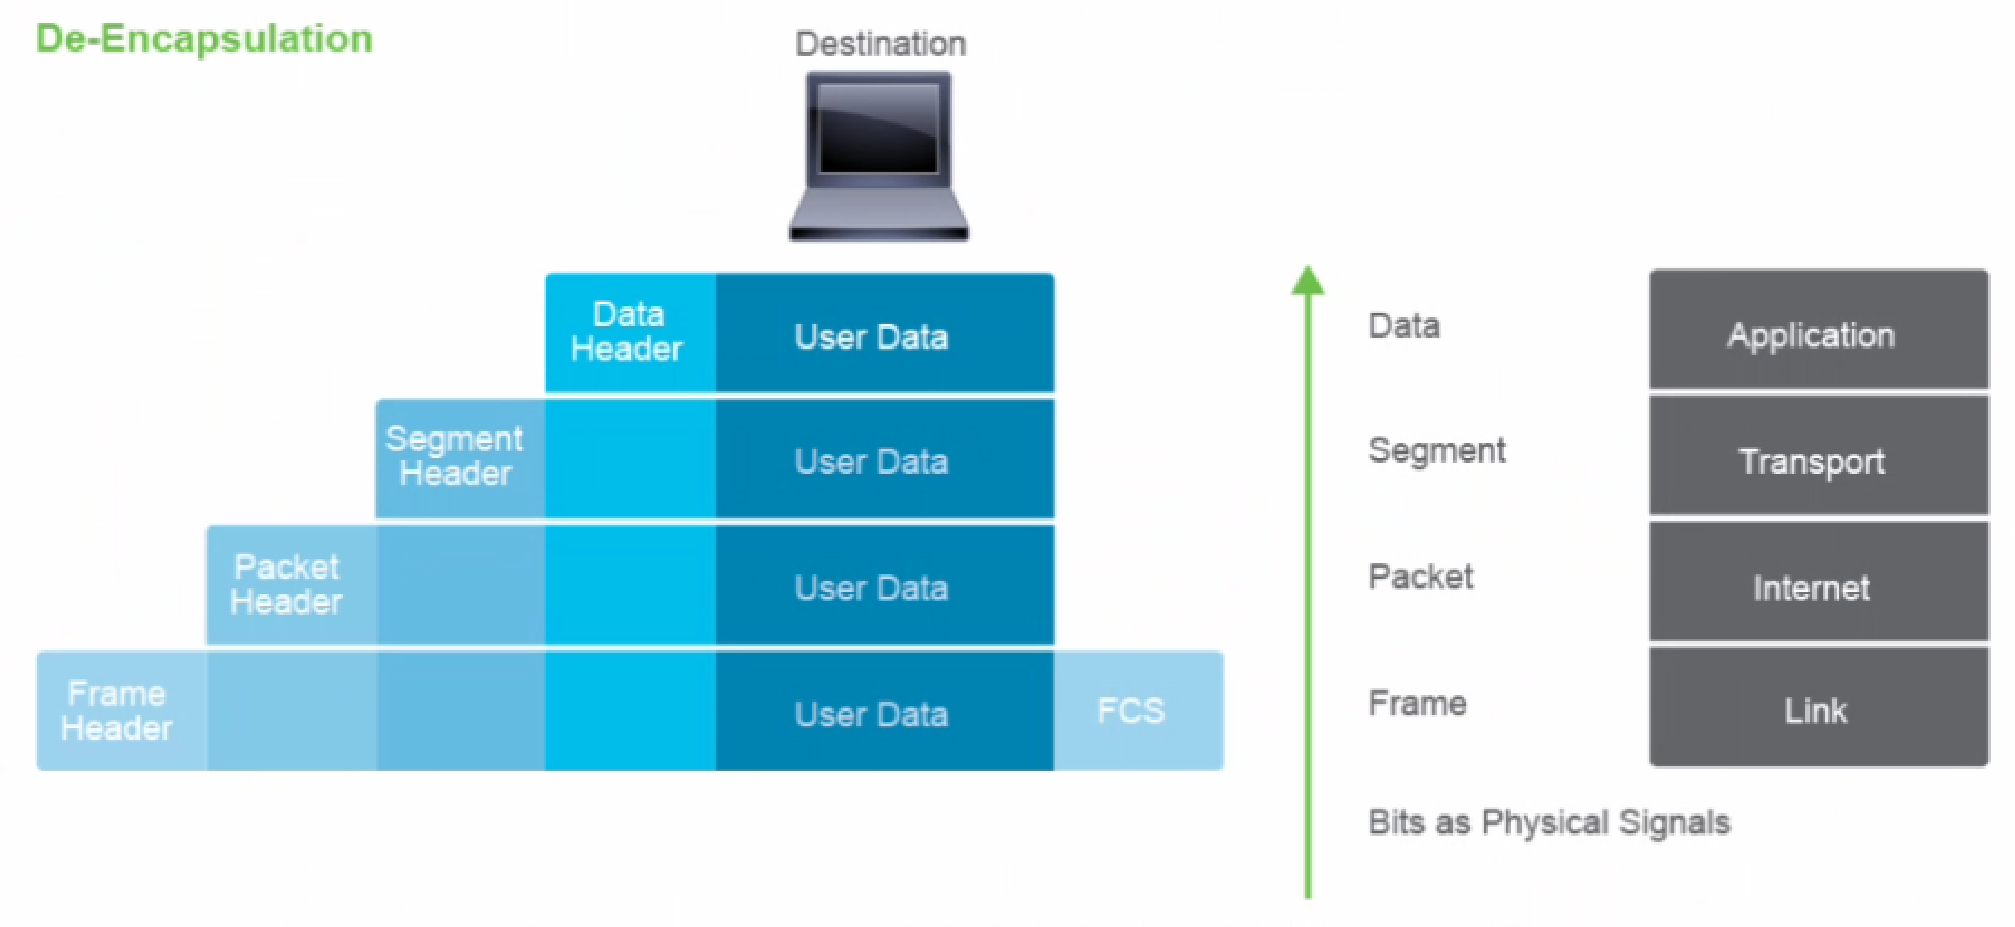 De-Encapsulation
Destination
Data
Header
User Data
Data
Application
Segment
Header
User Data
Segment
Transport
Packet
Header
User Data
Packet
Internet
Frame
Header
User Data
FCS
Frame
Link
Bits as Physical Signals